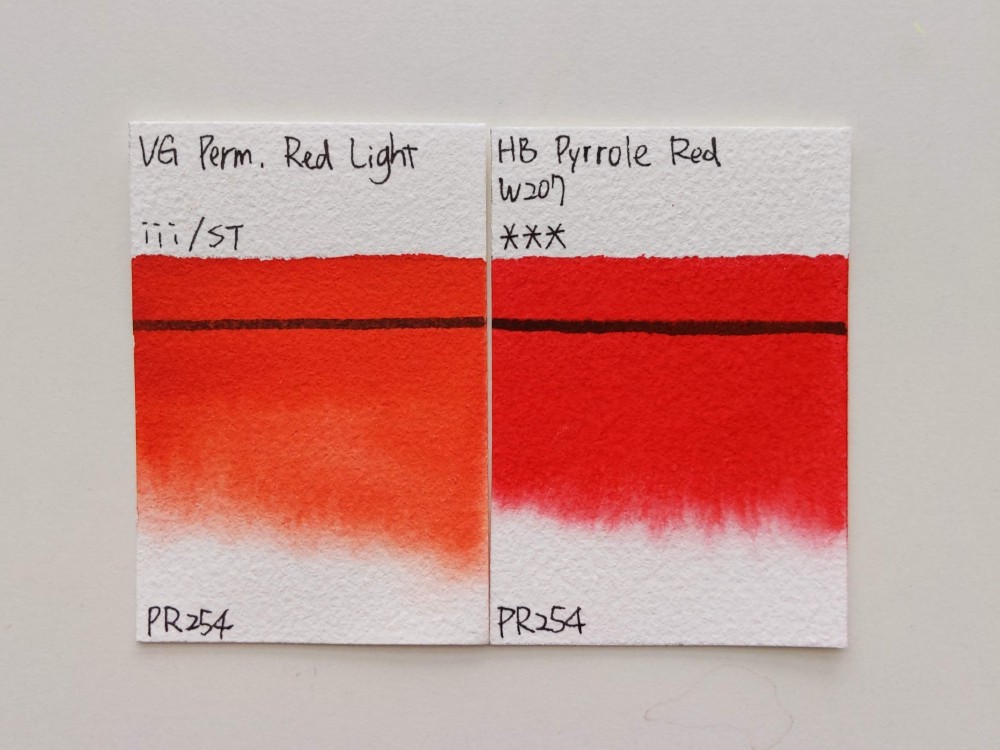 VG Perm. Red Light
iii/ST
PR254
HB Pyrrole Red
W207
***
PR254